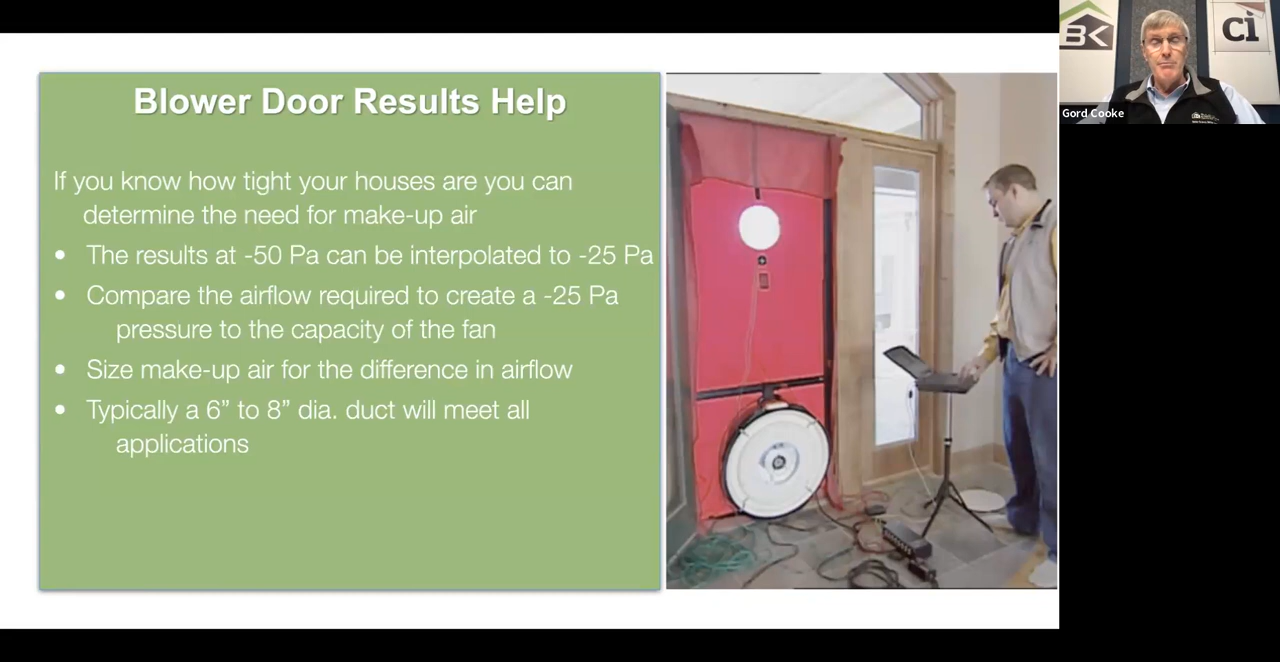 Blower Door Results Help
If you know how tight your houses are you can
determine the need for make-up air
• The results at -50 Pa can be interpolated to -25 Pa
• Compare the airflow required to create a -25 Pa
pressure to the capacity of the fan
• Size make-up air for the difference in airflow
• Typically a 6” to 8” dia. duct will meet all
applications
BK
ci
Gord Cooke